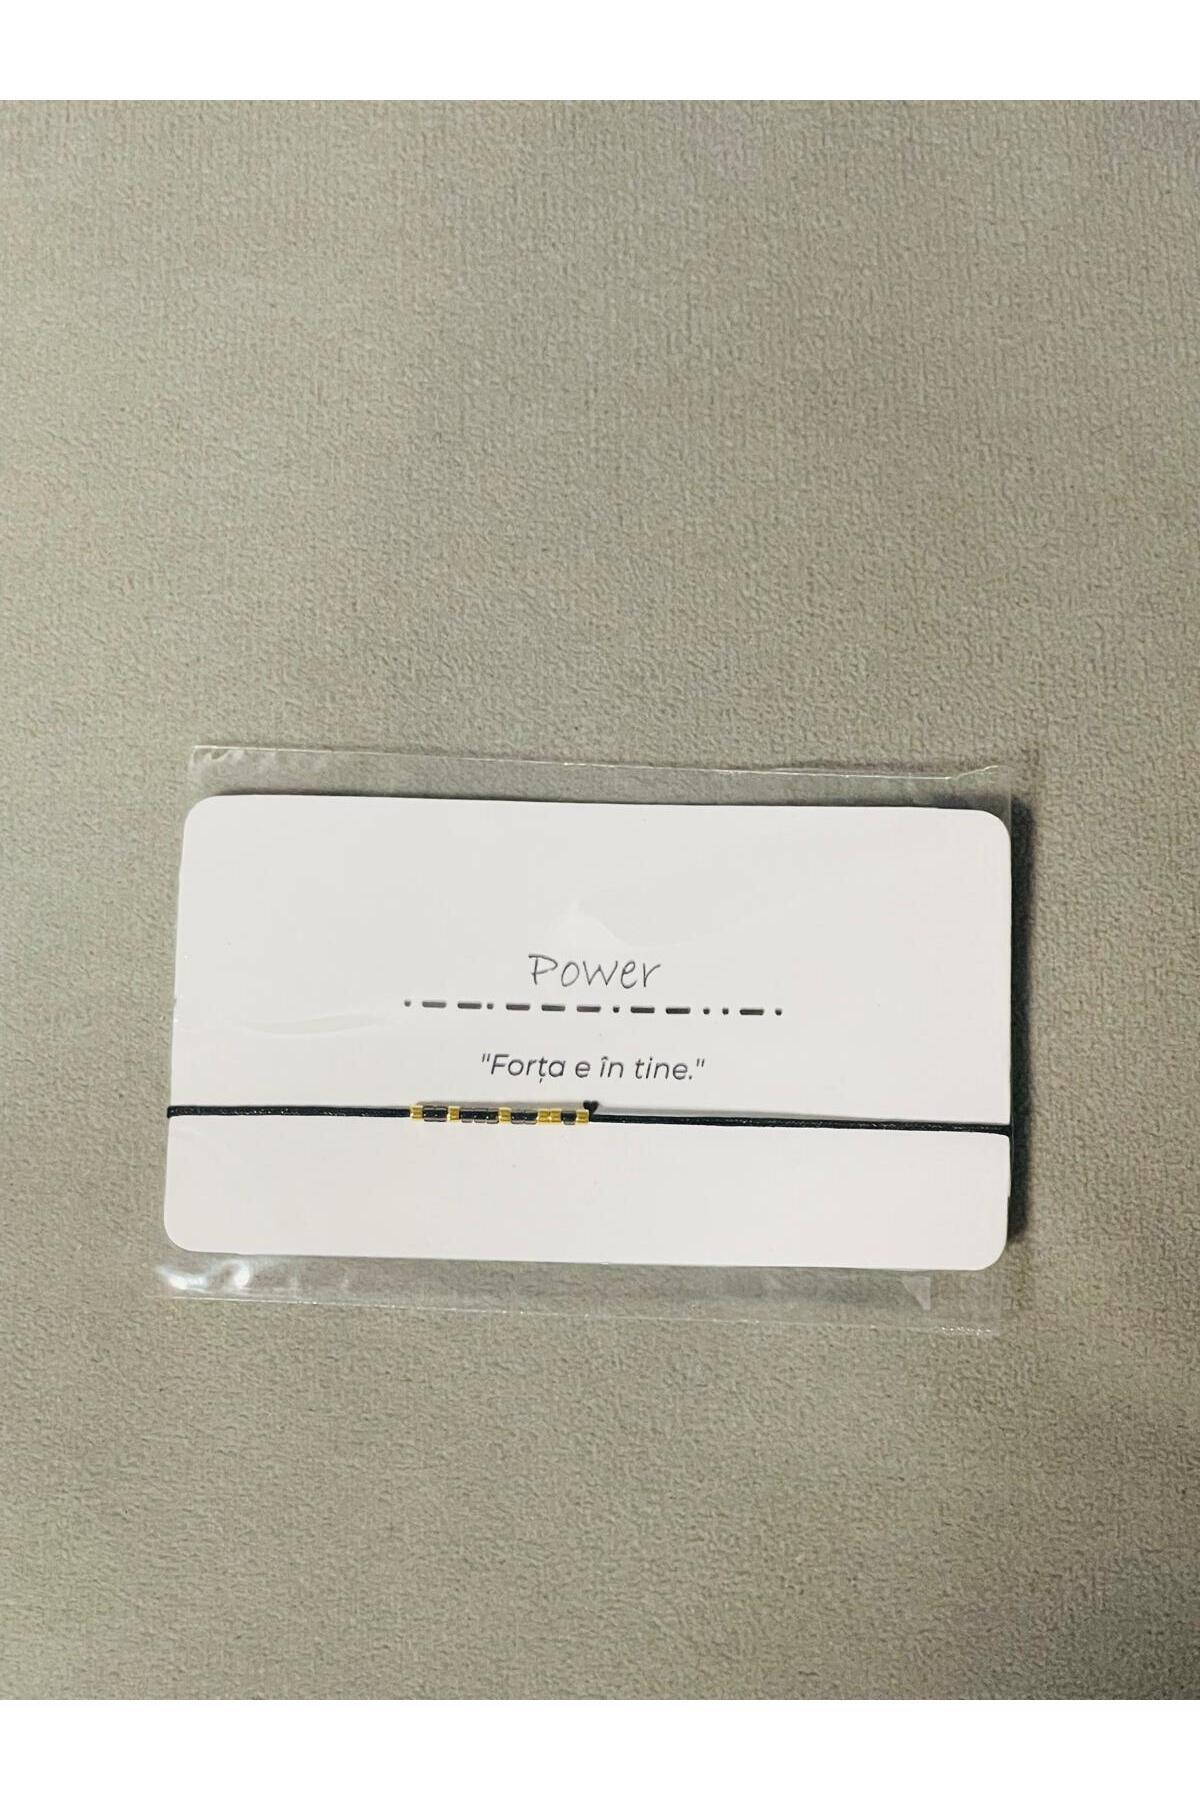 Power
. _ _ . _ _ _ . _ _ . . _ .
"Forța e în tine."